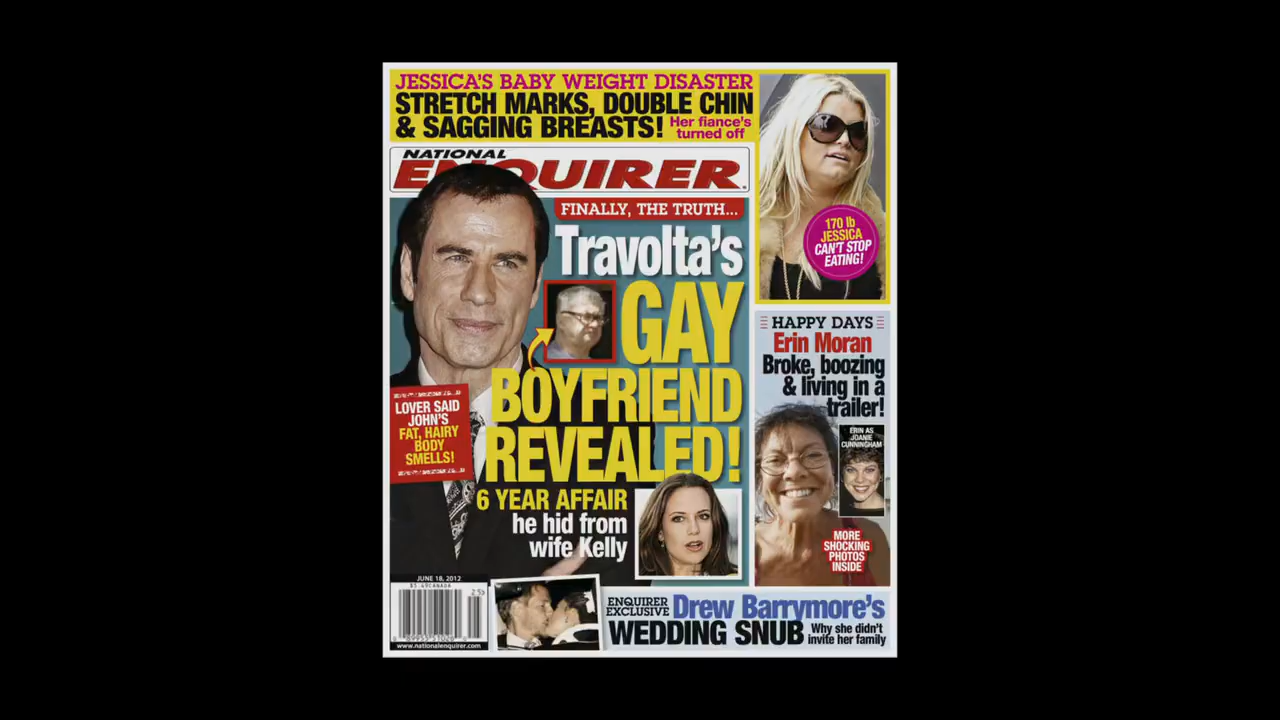 JESSICA'S BABY WEIGHT DISASTER
STRETCH MARKS, DOUBLE CHIN
& SAGGING BREASTS!
Her fiance's
turned off
170 lb
JESSICA
CAN'T STOP
EATING!
NATIONAL
ENQUIRER
FINALLY, THE TRUTH...
Travolta's
GAY
BOYFRIEND
REVEALED!
LOVER SAID
JOHN'S
FAT, HAIRY
BODY
SMELLS!
6 YEAR AFFAIR
he hid from
wife Kelly
HAPPY DAYS
Erin Moran
Broke, boozing
& living in a
trailer!
ERIN AS
JOANIE
CUNNINGHAM
MORE
SHOCKING
PHOTOS
INSIDE
JUNE 18, 2012
$5.49CANADA
25>
www.nationalenquirer.com
ENQUIRER
EXCLUSIVE
Drew Barrymore's
WEDDING SNUB
Why she didn't
invite her family